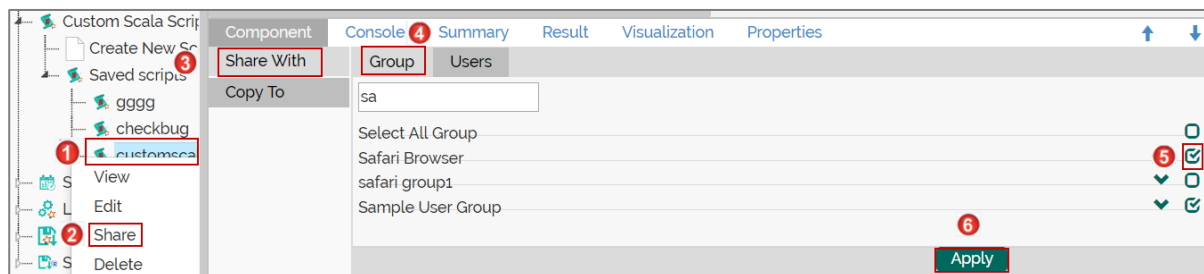 Custom Scala Scrip
Create New Sc
3
Saved scripts
gggg
checkbug
1 customsca
View
Edit
2 Share
Delete
S
L
S
Component Console 4 Summary Result Visualization Properties
Share With
Copy To
Group Users
sa
Select All Group
Safari Browser 5
safari group1
Sample User Group
6
Apply